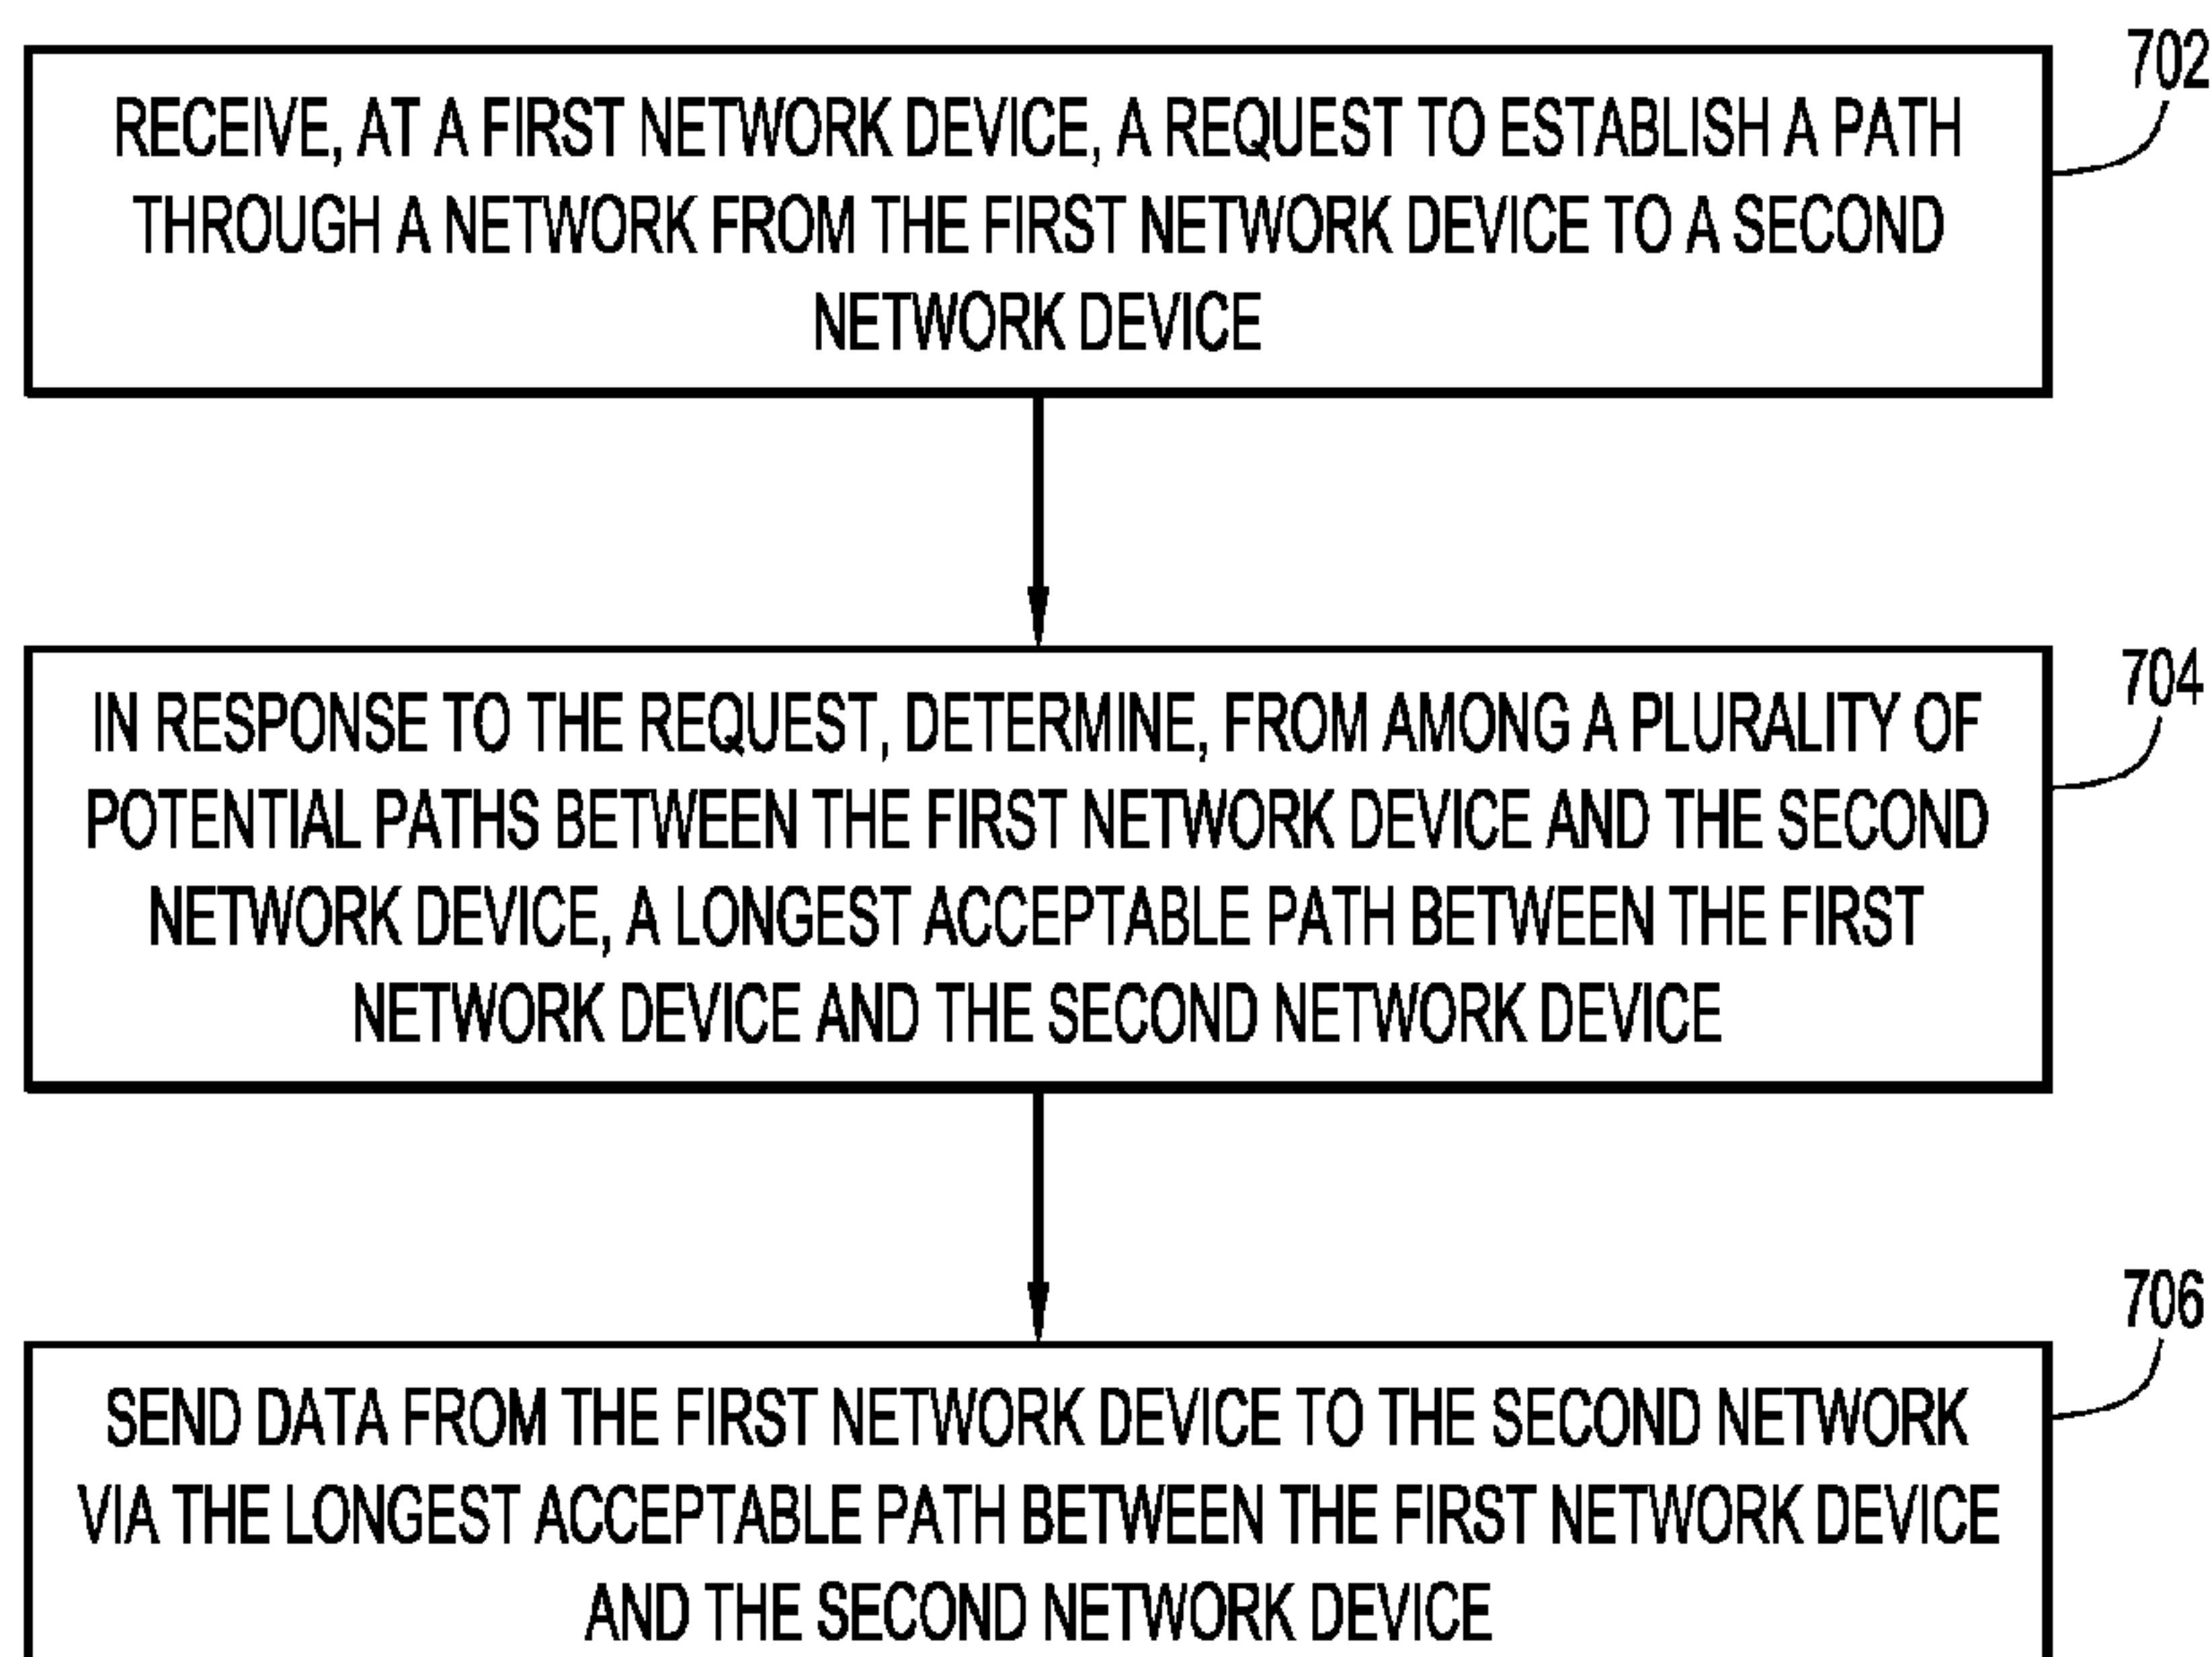 702
RECEIVE, AT A FIRST NETWORK DEVICE, A REQUEST TO ESTABLISH A PATH
THROUGH A NETWORK FROM THE FIRST NETWORK DEVICE TO A SECOND
NETWORK DEVICE
704
IN RESPONSE TO THE REQUEST, DETERMINE, FROM AMONG A PLURALITY OF
POTENTIAL PATHS BETWEEN THE FIRST NETWORK DEVICE AND THE SECOND
NETWORK DEVICE, A LONGEST ACCEPTABLE PATH BETWEEN THE FIRST
NETWORK DEVICE AND THE SECOND NETWORK DEVICE
706
SEND DATA FROM THE FIRST NETWORK DEVICE TO THE SECOND NETWORK
VIA THE LONGEST ACCEPTABLE PATH BETWEEN THE FIRST NETWORK DEVICE
AND THE SECOND NETWORK DEVICE